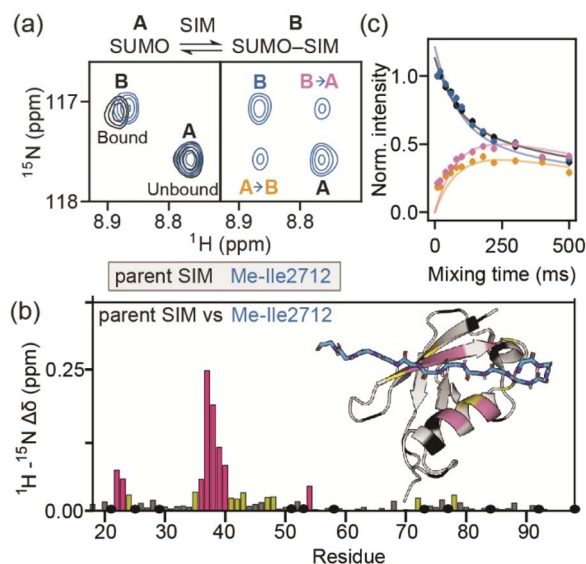 (a) A SIM B
SUMO ⇌ SUMO–SIM
B B B→A
Bound
A
Unbound A→B A
117
118
¹⁵N (ppm)
8.9 8.8 8.9 8.8
¹H (ppm)
(c)
Norm. intensity
1.0
0.5
0.0
0 250 500
Mixing time (ms)
parent SIM Me-Ile2712
(b) parent SIM vs Me-Ile2712
¹H - ¹⁵N Δδ (ppm)
0.25
0.00
20 30 40 50 60 70 80 90
Residue